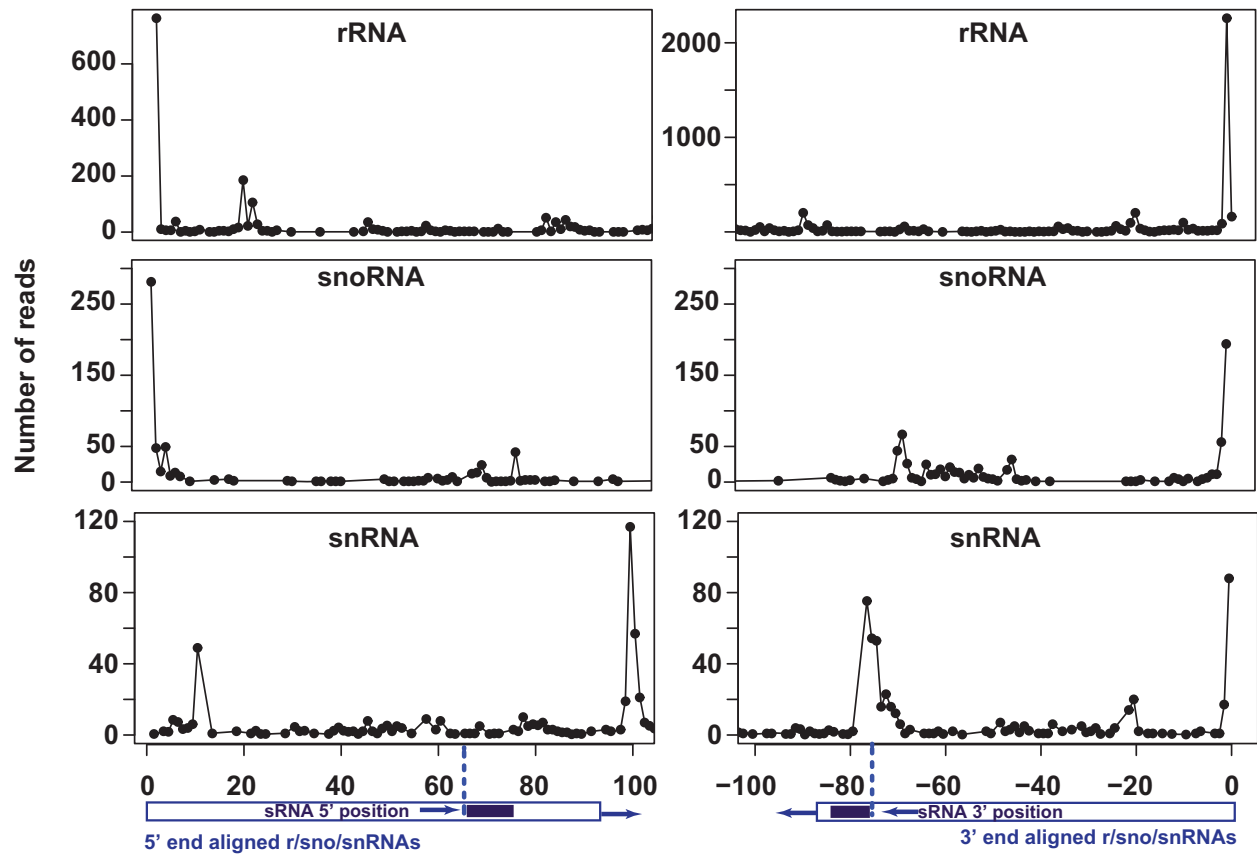 rRNA
600
400
200
0
rRNA
2000
1000
0
Number of reads
snoRNA
250
150
50
0
snoRNA
250
150
50
0
snRNA
120
80
40
0
snRNA
120
80
40
0
0 20 40 60 80 100
−100 −80 −60 −40 −20 0
sRNA 5’ position
sRNA 3’ position
5’ end aligned r/sno/snRNAs
3’ end aligned r/sno/snRNAs